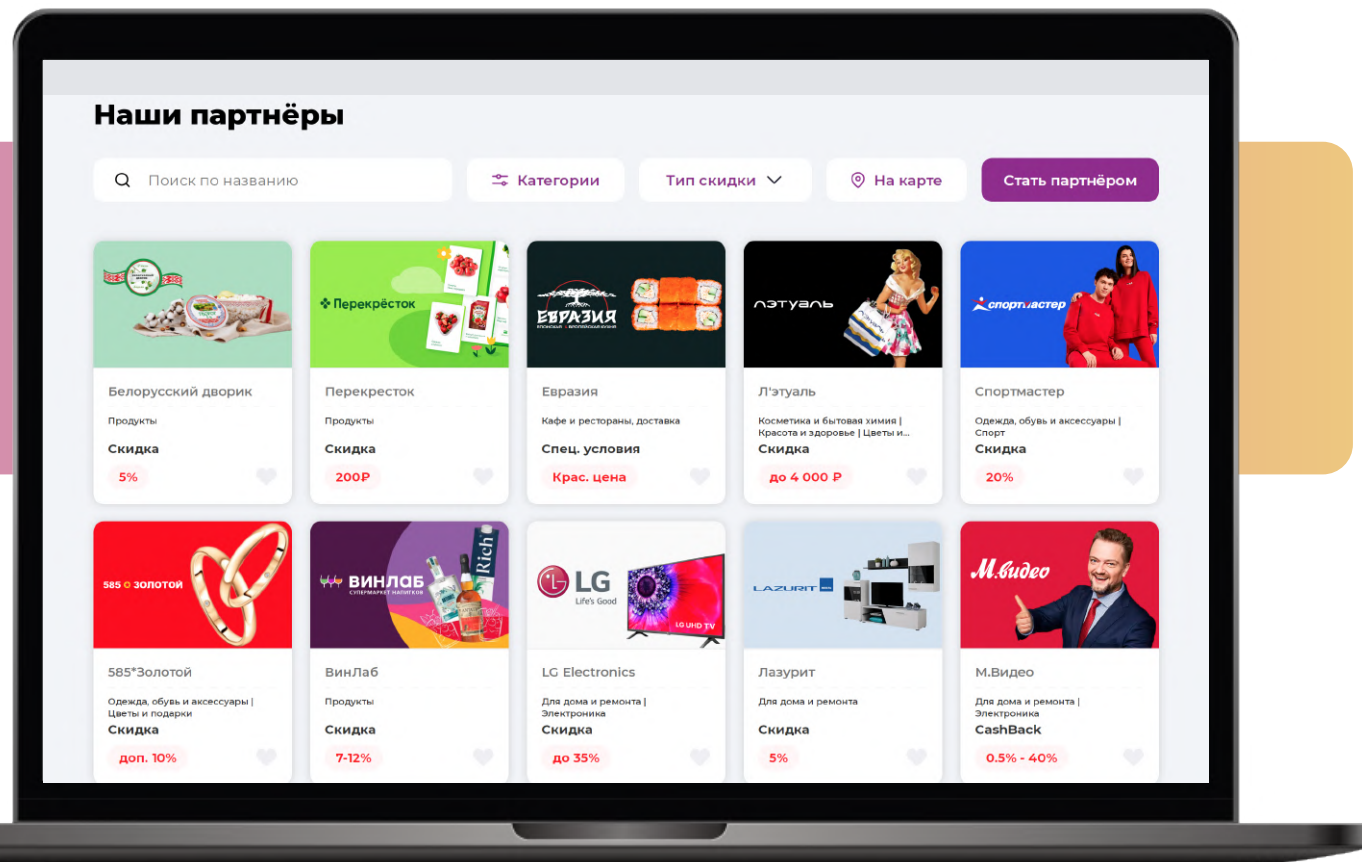 Наши партнёры
Поиск по названию
Категории
Тип скидки
На карте
Стать партнёром
Перекрёсток
ЕВРАЗИЯ
ЯПОНСКАЯ
ЕВРОПЕЙСКАЯ КУХНЯ
ЛЭТУАЛЬ
спортмастер
Белорусский дворик
Продукты
Скидка
5%
Перекресток
Продукты
Скидка
200₽
Евразия
Кафе и рестораны, доставка
Спец. условия
Крас. цена
Л'этуаль
Косметика и бытовая химия |
Красота и здоровье | Цветы и...
Скидка
до 4 000 ₽
Спортмастер
Одежда, обувь и аксессуары |
Спорт
Скидка
20%
585 ЗОЛОТОЙ
ВИНЛАБ
СУПЕРМАРКЕТ НАПИТКОВ
Rich
LG
Life's Good
LG UHD TV
LAZURIT
М.видео
585*Золотой
Одежда, обувь и аксессуары |
Цветы и подарки
Скидка
доп. 10%
ВинЛаб
Продукты
Скидка
7-12%
LG Electronics
Для дома и ремонта |
Электроника
Скидка
до 35%
Лазурит
Для дома и ремонта
Скидка
5%
М.Видео
Для дома и ремонта |
Электроника
CashBack
0.5% - 40%